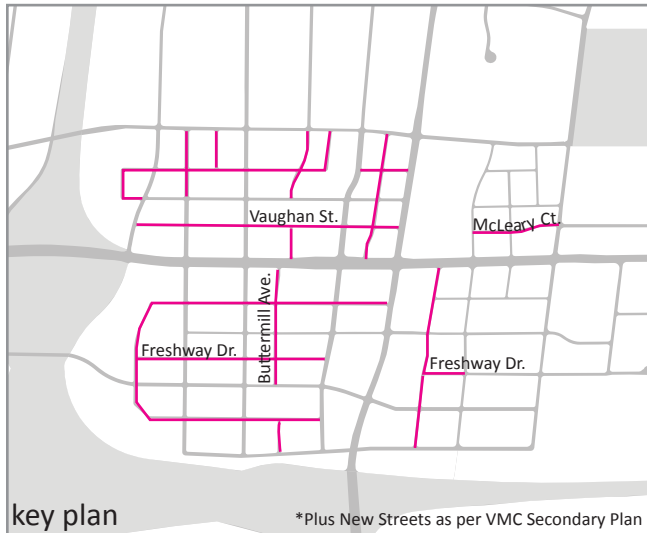 Vaughan St.
McLeary Ct.
Buttermill Ave.
Freshway Dr.
Freshway Dr.
key plan
*Plus New Streets as per VMC Secondary Plan